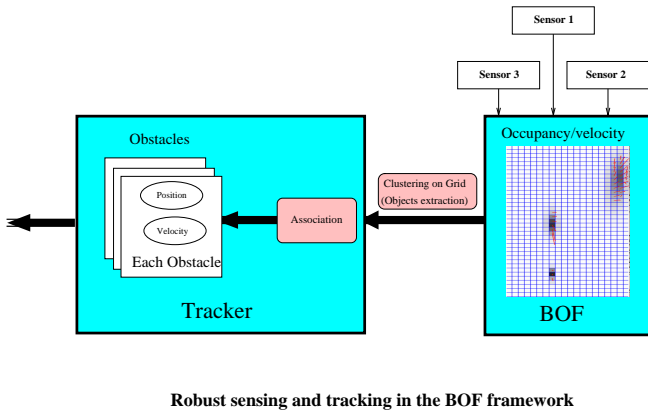 Sensor 1
Sensor 3
Sensor 2
Obstacles
Position
Velocity
Each Obstacle
Association
Tracker
Clustering on Grid
(Objects extraction)
Occupancy/velocity
BOF
Robust sensing and tracking in the BOF framework